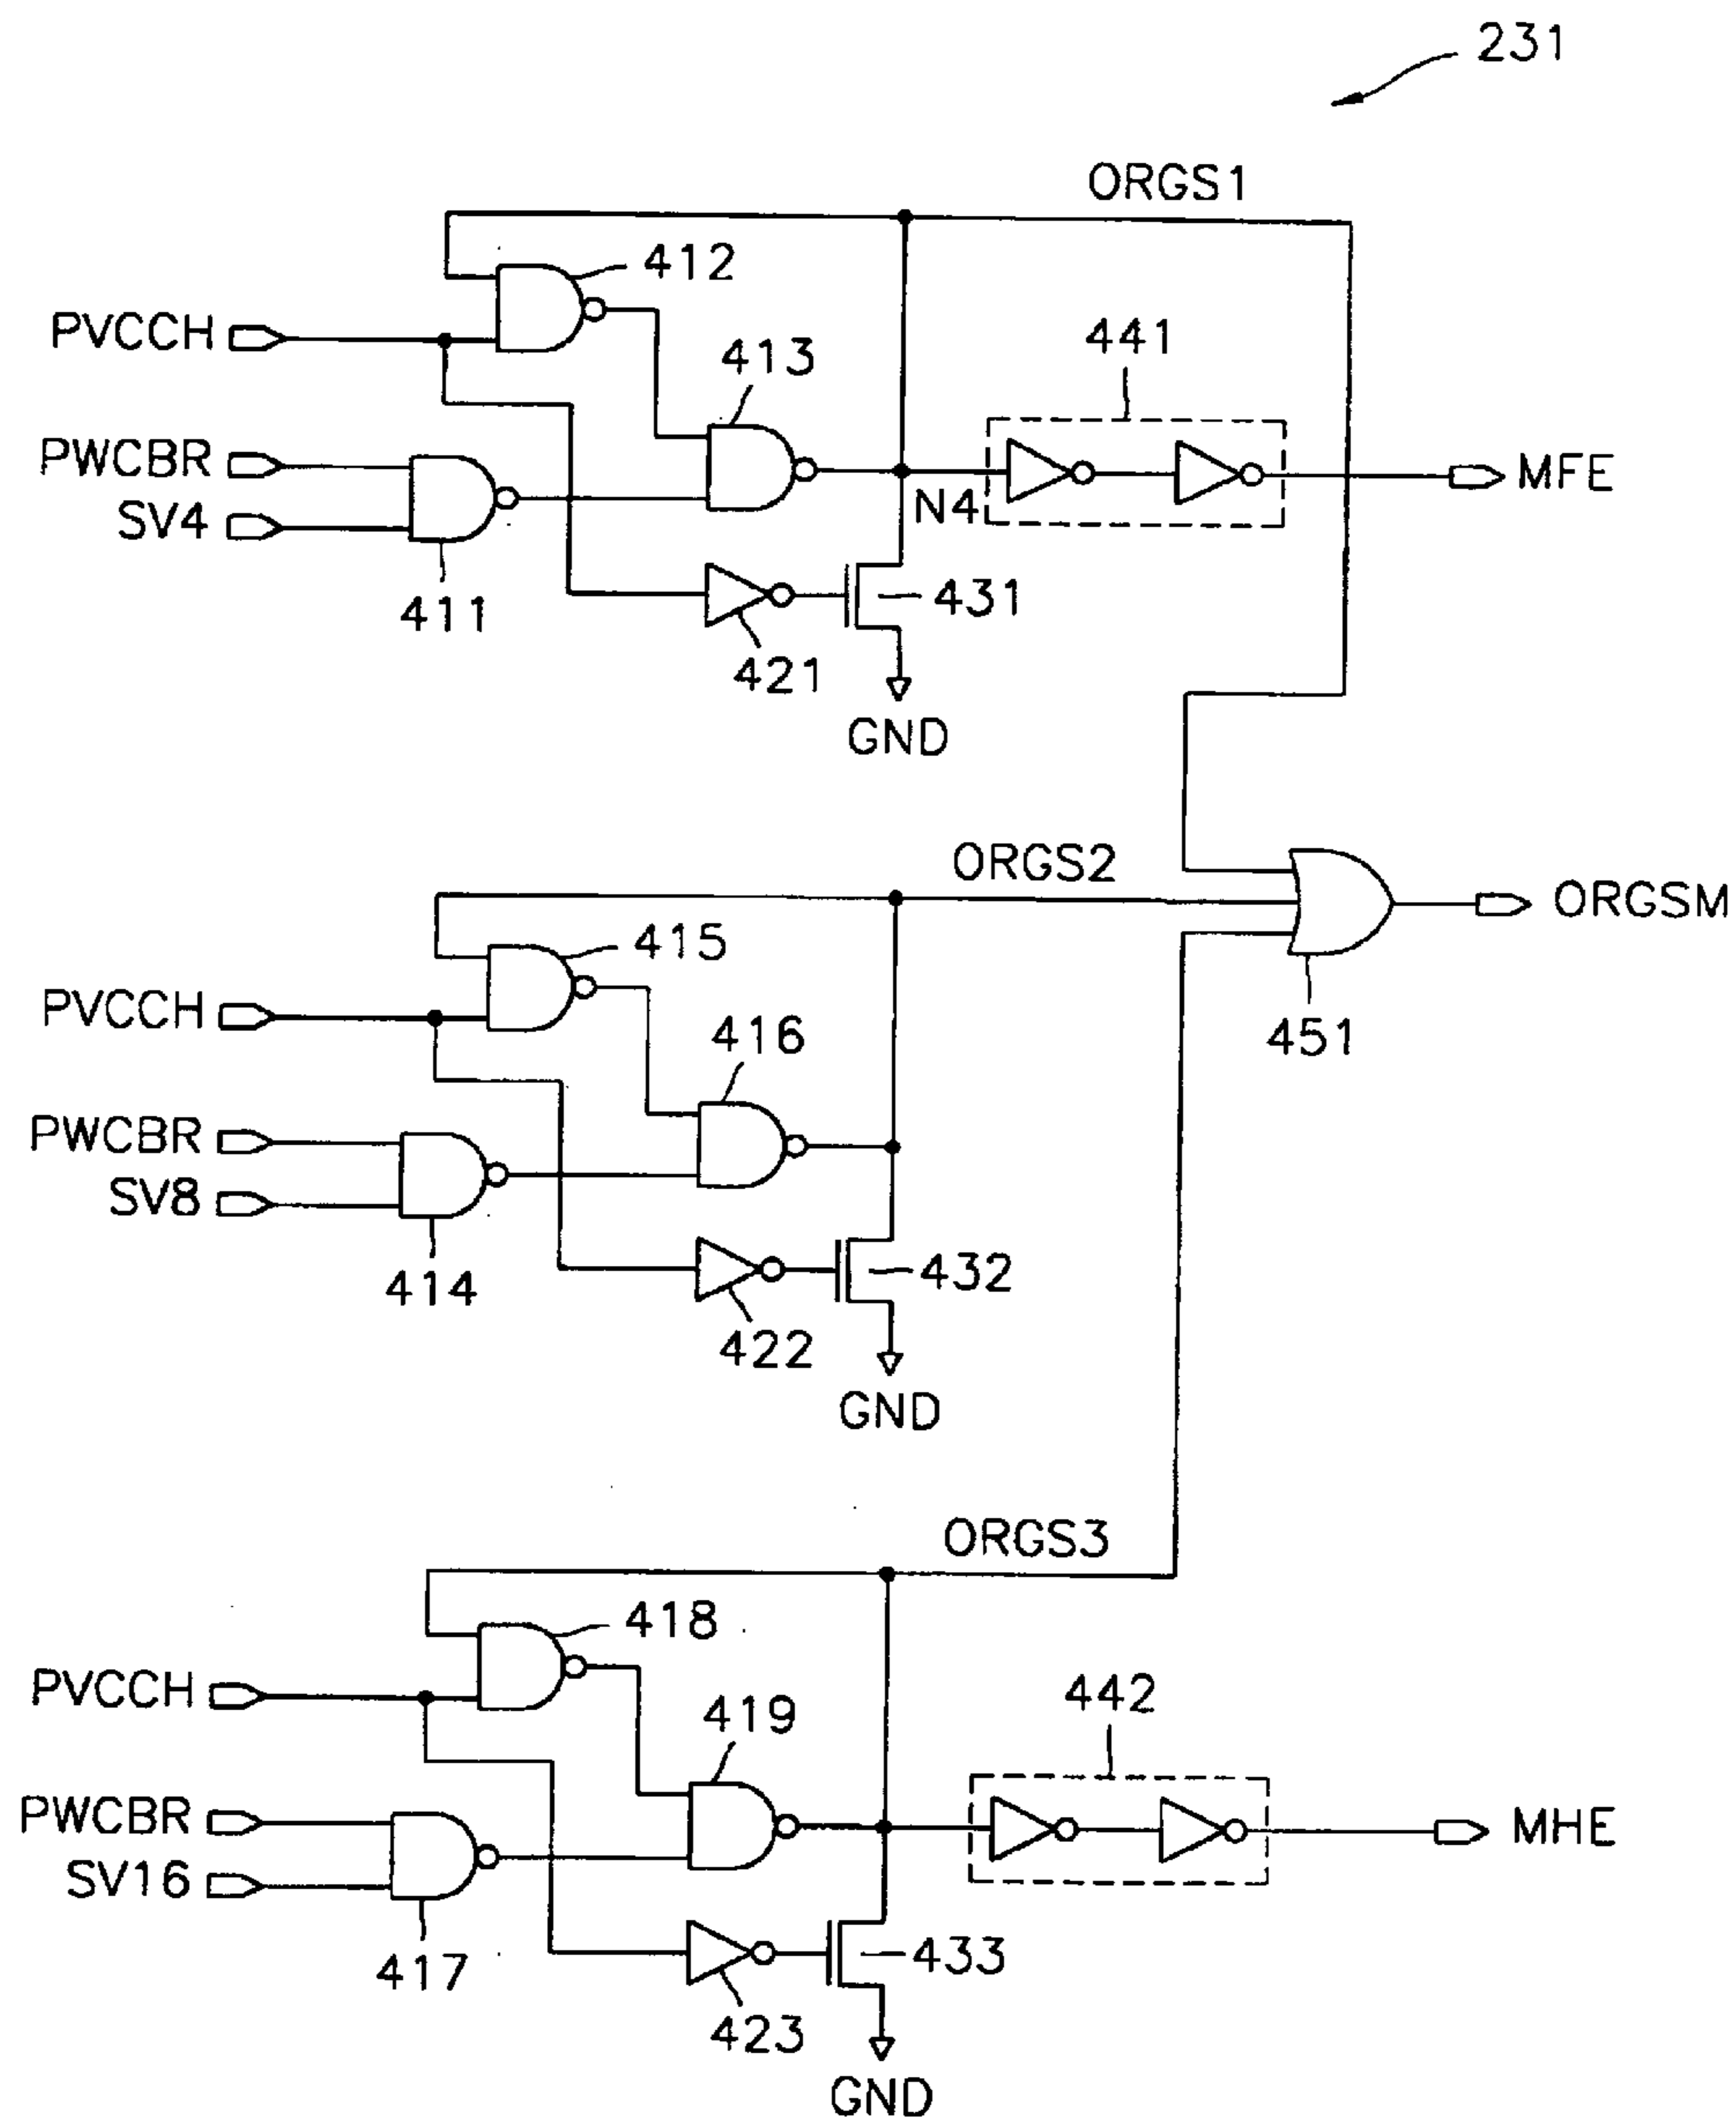 231
ORGS1
412
PVCCH
413
441
PWCBR
SV4
N4
MFE
411
421
431
GND
ORGS2
ORGSM
415
PVCCH
416
451
PWCBR
SV8
414
422
432
GND
ORGS3
418
PVCCH
419
442
PWCBR
SV16
MHE
417
423
433
GND